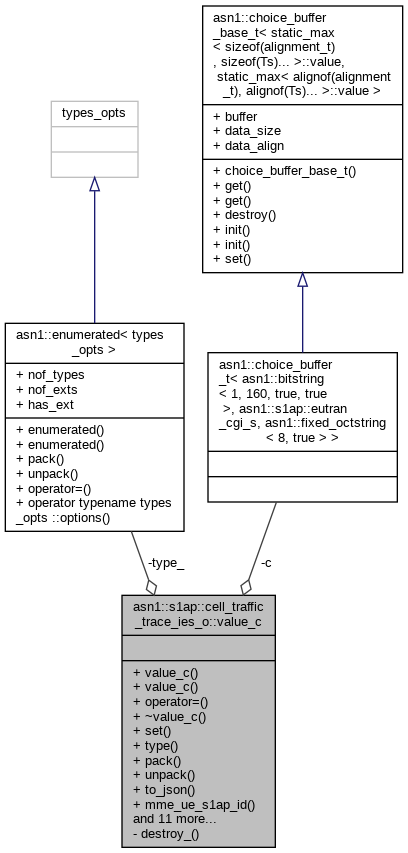 asn1::choice_buffer
_base_t< static_max
< sizeof(alignment_t)
, sizeof(Ts)... >::value,
static_max< alignof(alignment
_t), alignof(Ts)... >::value >
+ buffer
+ data_size
+ data_align
+ choice_buffer_base_t()
+ get()
+ get()
+ destroy()
+ init()
+ init()
+ set()
types_opts
asn1::enumerated< types
_opts >
+ nof_types
+ nof_exts
+ has_ext
+ enumerated()
+ enumerated()
+ pack()
+ unpack()
+ operator=()
+ operator typename types
_opts ::options()
asn1::choice_buffer
_t< asn1::bitstring
< 1, 160, true, true
>, asn1::s1ap::eutran
_cgi_s, asn1::fixed_octstring
< 8, true > >
-type_
-c
asn1::s1ap::cell_traffic
_trace_ies_o::value_c
+ value_c()
+ value_c()
+ operator=()
+ ~value_c()
+ set()
+ type()
+ pack()
+ unpack()
+ to_json()
+ mme_ue_s1ap_id()
and 11 more...
- destroy_()